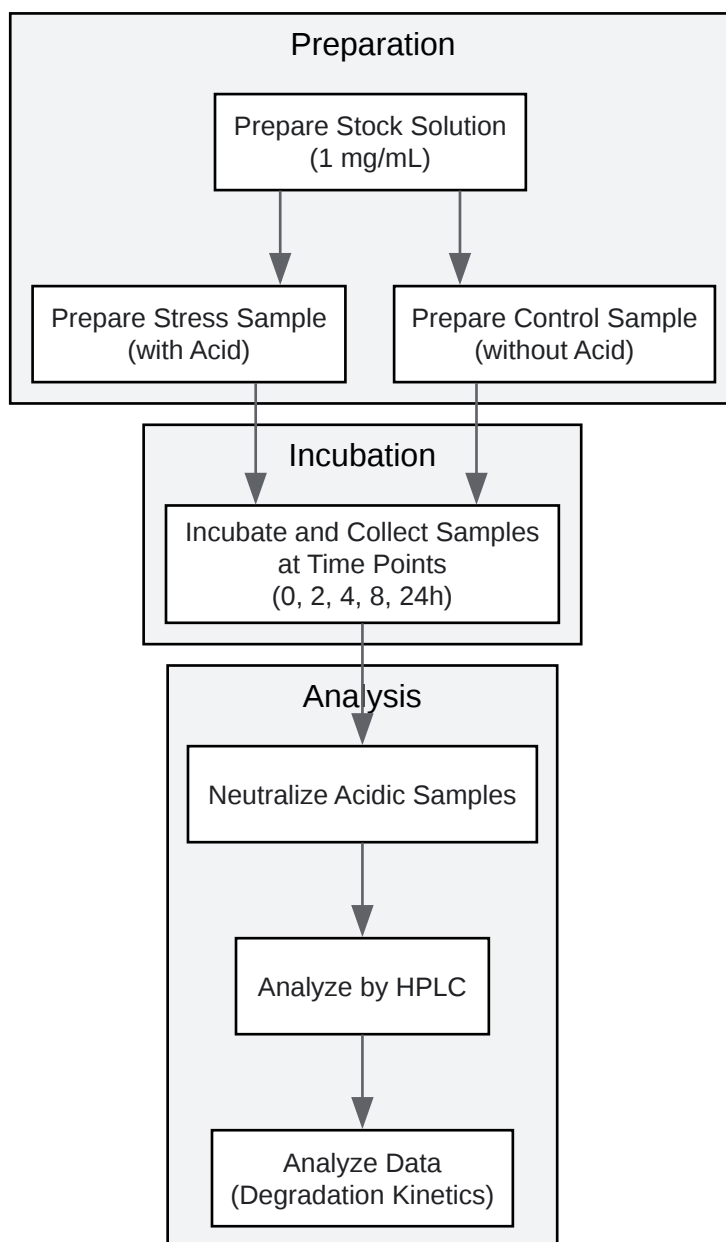 Preparation
Prepare Stock Solution
(1 mg/mL)
Prepare Stress Sample
(with Acid)
Prepare Control Sample
(without Acid)
Incubation
Incubate and Collect Samples
at Time Points
(0, 2, 4, 8, 24h)
Analysis
Neutralize Acidic Samples
Analyze by HPLC
Analyze Data
(Degradation Kinetics)